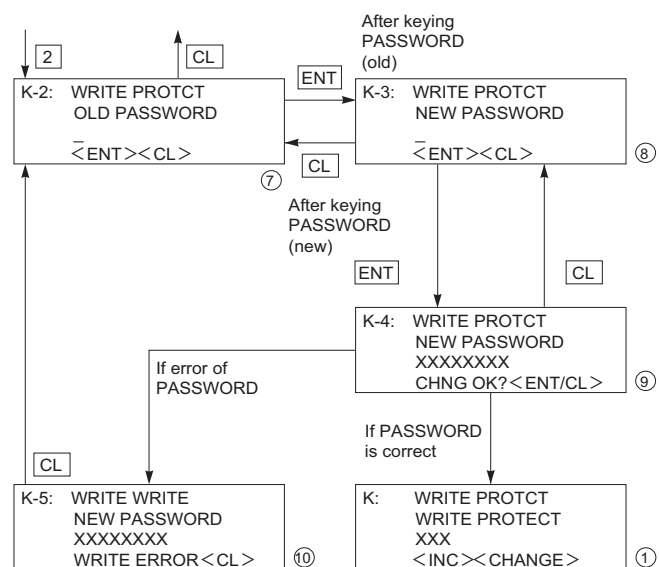 2
CL
K-2: WRITE PROTCT
OLD PASSWORD
_
<ENT><CL>
⑦
ENT
CL
After keying
PASSWORD
(old)
K-3: WRITE PROTCT
NEW PASSWORD
_
<ENT><CL>
⑧
After keying
PASSWORD
(new)
ENT
CL
K-4: WRITE PROTCT
NEW PASSWORD
XXXXXXXX
CHNG OK?<ENT/CL>
⑨
If error of
PASSWORD
If PASSWORD
is correct
CL
K-5: WRITE WRITE
NEW PASSWORD
XXXXXXXX
WRITE ERROR<CL>
⑩
K: WRITE PROTCT
WRITE PROTECT
XXX
<INC><CHANGE>
①